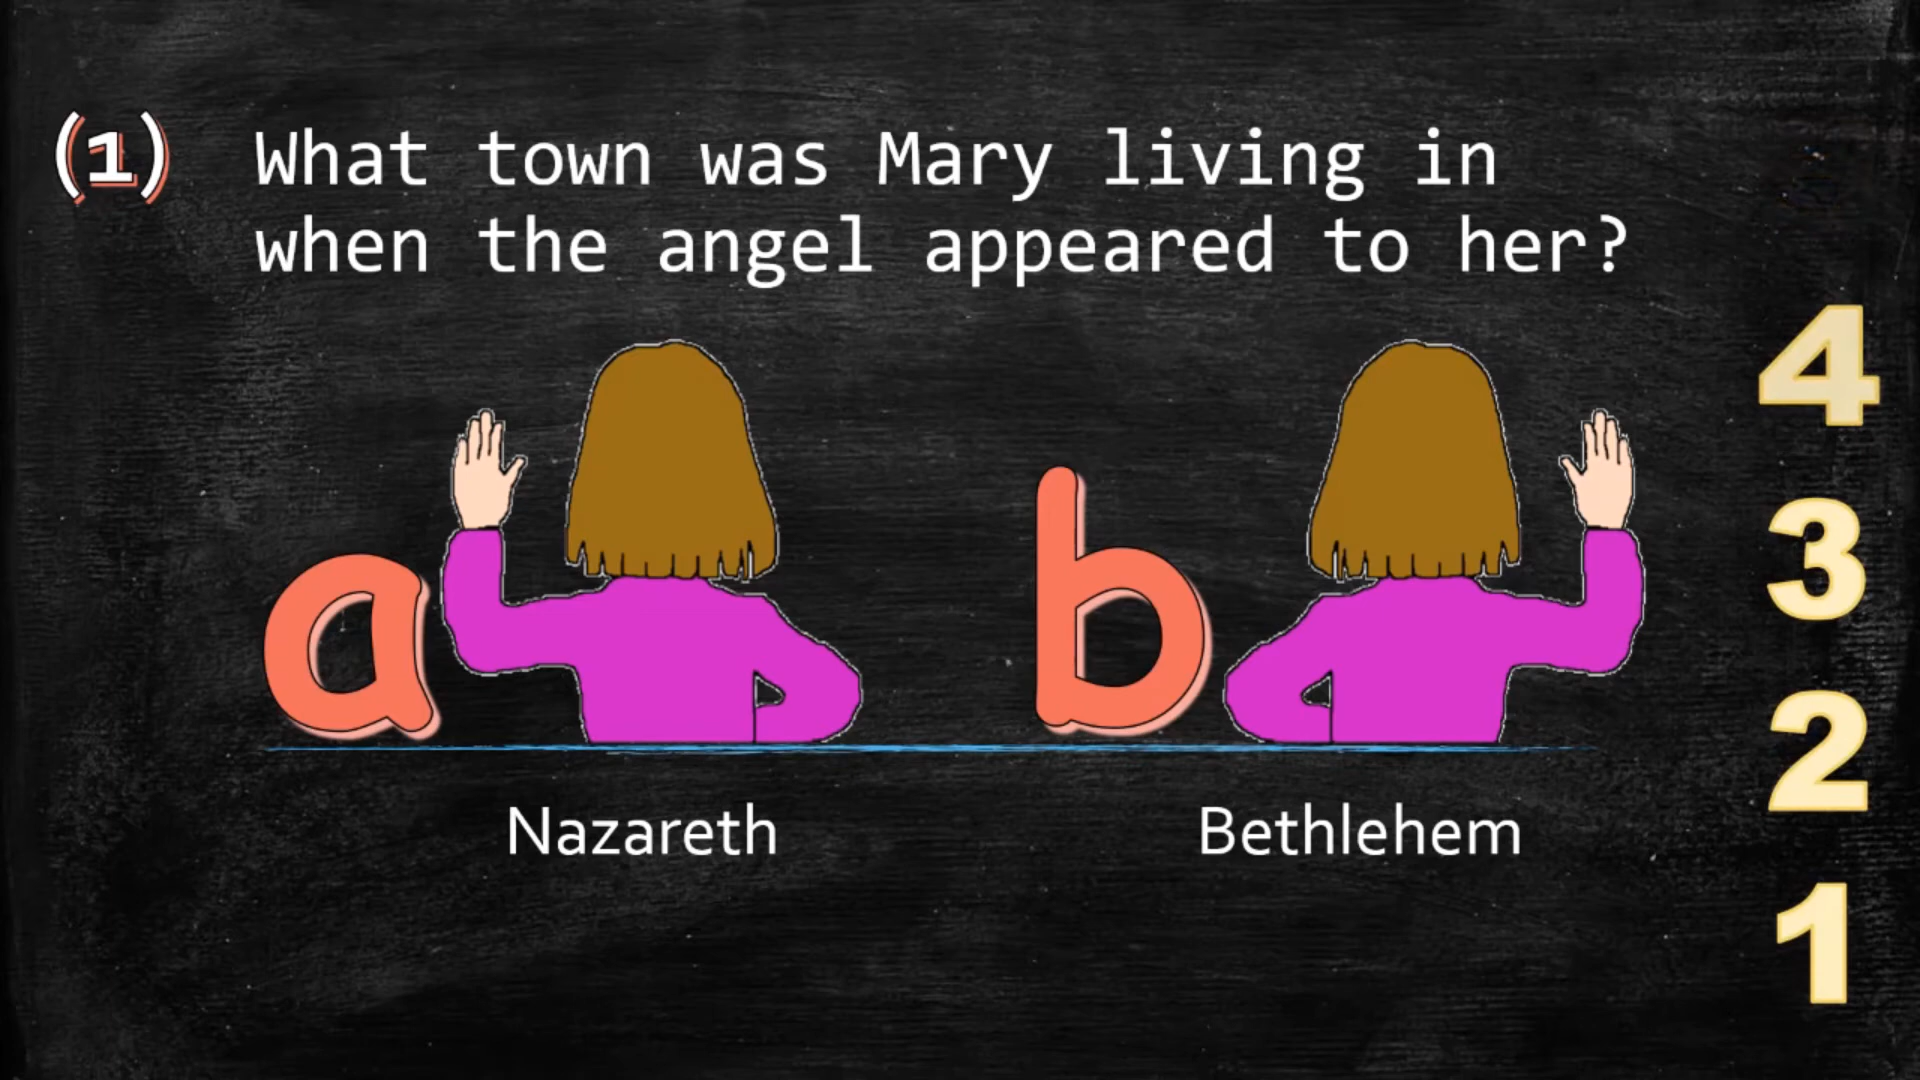 (1) What town was Mary living in
when the angel appeared to her?
a
b
Nazareth
Bethlehem
4
3
2
1